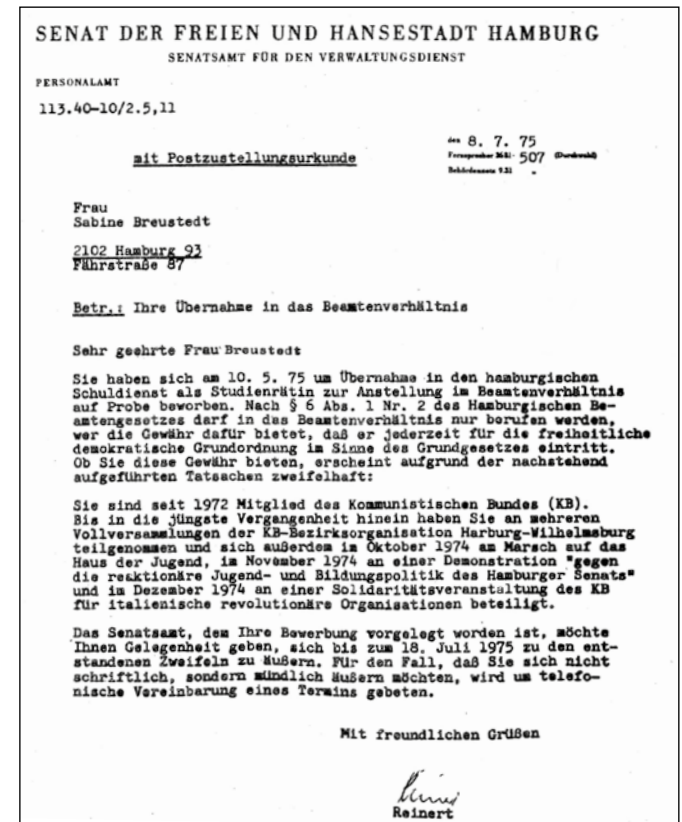 SENAT DER FREIEN UND HANSESTADT HAMBURG
SENATSAMT FÜR DEN VERWALTUNGSDIENST
PERSONALAMT
113.40-10/2.5,11
den 8. 7. 75
mit Postzustellungsurkunde
Fernsprecher 3681- 507 (Durchwahl)
Behördennetz 9.31 .
Frau
Sabine Breustedt
2102 Hamburg 93
Fährstraße 87
Betr.: Ihre Übernahme in das Beamtenverhältnis
Sehr geehrte Frau Breustedt
Sie haben sich am 10. 5. 75 um Übernahme in den hamburgischen
Schuldienst als Studienrätin zur Anstellung im Beamtenverhältnis
auf Probe beworben. Nach § 6 Abs. 1 Nr. 2 des Hamburgischen Be-
amtengesetzes darf in das Beamtenverhältnis nur berufen werden,
wer die Gewähr dafür bietet, daß er jederzeit für die freiheitliche
demokratische Grundordnung im Sinne des Grundgesetzes eintritt.
Ob Sie diese Gewähr bieten, erscheint aufgrund der nachstehend
aufgeführten Tatsachen zweifelhaft:
Sie sind seit 1972 Mitglied des Kommunistischen Bundes (KB).
Bis in die jüngste Vergangenheit hinein haben Sie an mehreren
Vollversammlungen der KB-Bezirksorganisation Harburg-Wilhelmsburg
teilgenommen und sich außerdem im Oktober 1974 am Marsch auf das
Haus der Jugend, im November 1974 an einer Demonstration "gegen
die reaktionäre Jugend- und Bildungspolitik des Hamburger Senats"
und im Dezember 1974 an einer Solidaritätsveranstaltung des KB
für italienische revolutionäre Organisationen beteiligt.
Das Senatsamt, dem Ihre Bewerbung vorgelegt worden ist, möchte
Ihnen Gelegenheit geben, sich bis zum 18. Juli 1975 zu den ent-
standenen Zweifeln zu äußern. Für den Fall, daß Sie sich nicht
schriftlich, sondern mündlich äußern möchten, wird um telefo-
nische Vereinbarung eines Termins gebeten.
Mit freundlichen Grüßen
Reinert